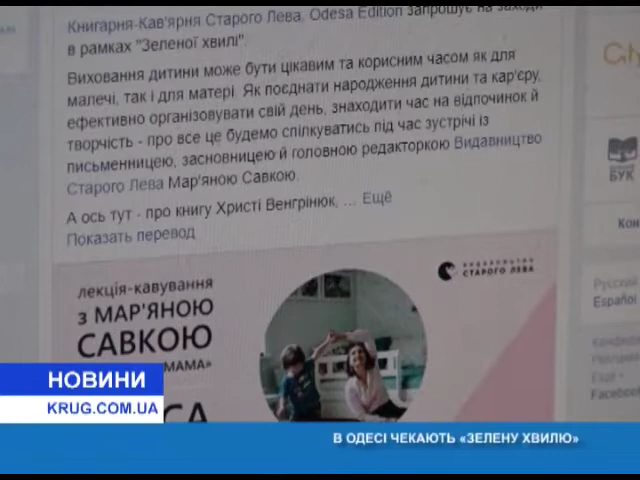 Книгарня-Кав'ярня Старого Лева, Odesa Edition запрошує на заходи
в рамках "Зеленої хвилі".
Виховання дитини може бути цікавим та корисним часом як для
малечі, так і для матері. Як поєднати народження дитини та кар'єру,
ефективно організовувати свій день, знаходити час на відпочинок й
творчість - про все це будемо спілкуватись під час зустрічі із
письменницею, засновницею й головною редакторкою Видавництво
Старого Лева Мар'яною Савкою.
А ось тут - про книгу Христі Венгрінюк, ... Ещё
Показать перевод
ВИДАВНИЦТВО
СТАРОГО ЛЕВА
лекція-кавування
з МАР'ЯНОЮ
САВКОЮ
МАМА»
БУК
Кон
Русский
Español
Ещё
Facebook
НОВИНИ
KRUG.COM.UA
В ОДЕСІ ЧЕКАЮТЬ «ЗЕЛЕНУ ХВИЛЮ»